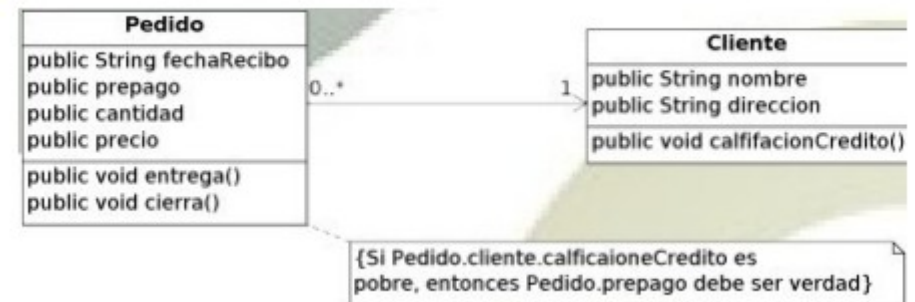 Pedido
public String fechaRecibo
public prepago
public cantidad
public precio
public void entrega()
public void cierra()
0..*
1
Cliente
public String nombre
public String direccion
public void calfifacionCredito()
{Si Pedido.cliente.calficaioneCredito es
pobre, entonces Pedido.prepago debe ser verdad}